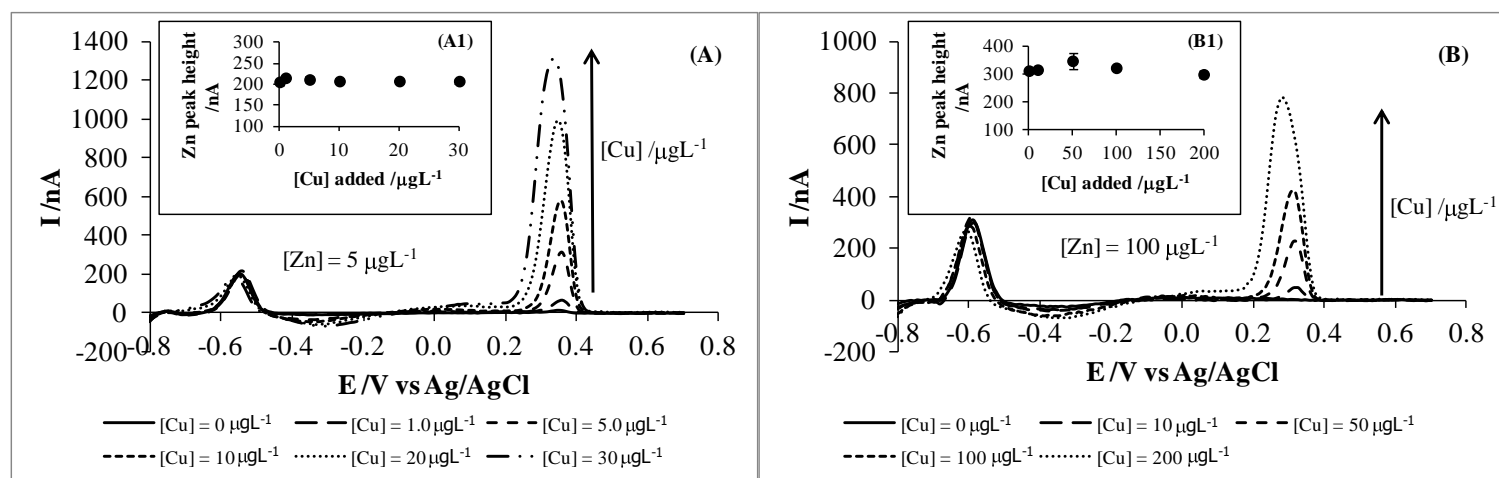 (A)
I /nA
1400
1200
1000
800
600
400
200
0
-200
-0.8 -0.6 -0.4 -0.2 0.0 0.2 0.4 0.6 0.8
E /V vs Ag/AgCl
(A1)
Zn peak height
/nA
300
250
200
150
100
0 10 20 30
[Cu] added /µgL-1
[Zn] = 5 µgL-1
[Cu] /µgL-1
[Cu] = 0 µgL-1 [Cu] = 1.0 µgL-1 [Cu] = 5.0 µgL-1
[Cu] = 10 µgL-1 [Cu] = 20 µgL-1 [Cu] = 30 µgL-1
(B)
I /nA
1000
800
600
400
200
0
-200
-0.8 -0.6 -0.4 -0.2 0.0 0.2 0.4 0.6 0.8
E /V vs Ag/AgCl
(B1)
Zn peak height
/nA
400
300
200
100
0 50 100 150 200
[Cu] added /µgL-1
[Zn] = 100 µgL-1
[Cu] /µgL-1
[Cu] = 0 µgL-1 [Cu] = 10 µgL-1 [Cu] = 50 µgL-1
[Cu] = 100 µgL-1 [Cu] = 200 µgL-1